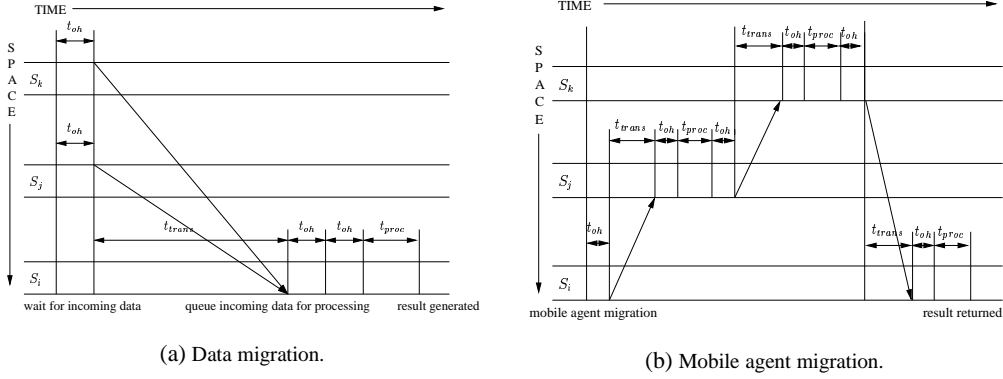 TIME
S
P
A
C
E
t_oh
S_k
t_oh
S_j
t_trans
t_oh
t_oh
t_proc
S_i
wait for incoming data
queue incoming data for processing
result generated
(a) Data migration.
TIME
S
P
A
C
E
t_trans
t_oh
t_proc
t_oh
S_k
t_trans
t_oh
t_proc
t_oh
S_j
t_oh
t_trans
t_oh
t_proc
S_i
mobile agent migration
result returned
(b) Mobile agent migration.